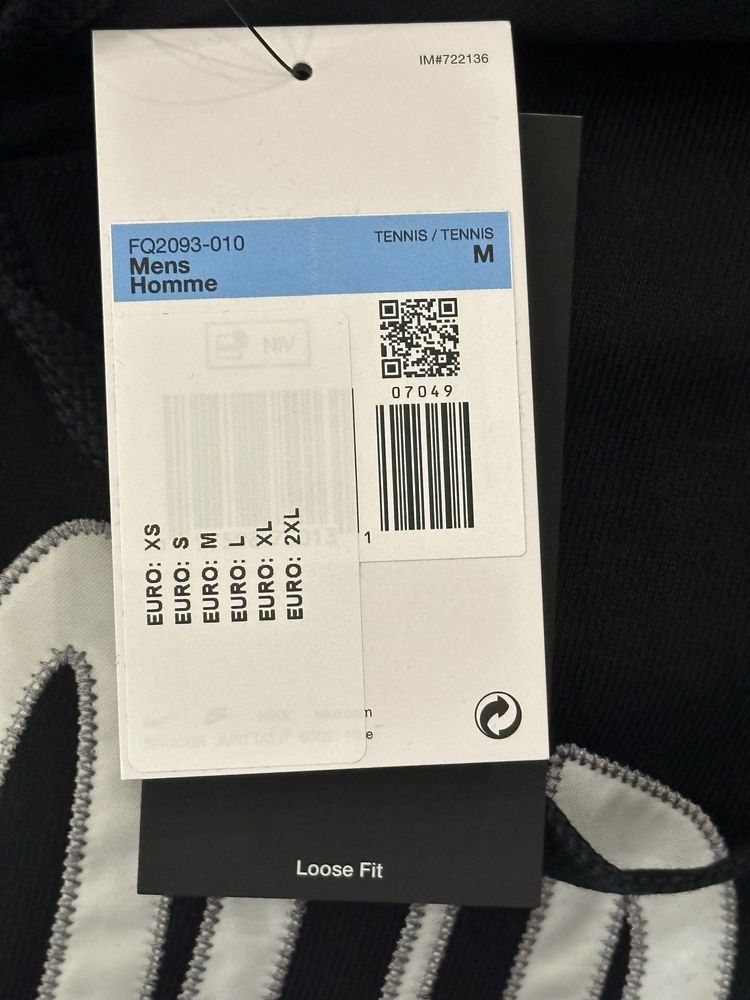 IM#722136
FQ2093-010
TENNIS / TENNIS
Mens
M
Homme
07049
1
EURO: XS
EURO: S
EURO: M
EURO: L
EURO: XL
EURO: 2XL
Loose Fit